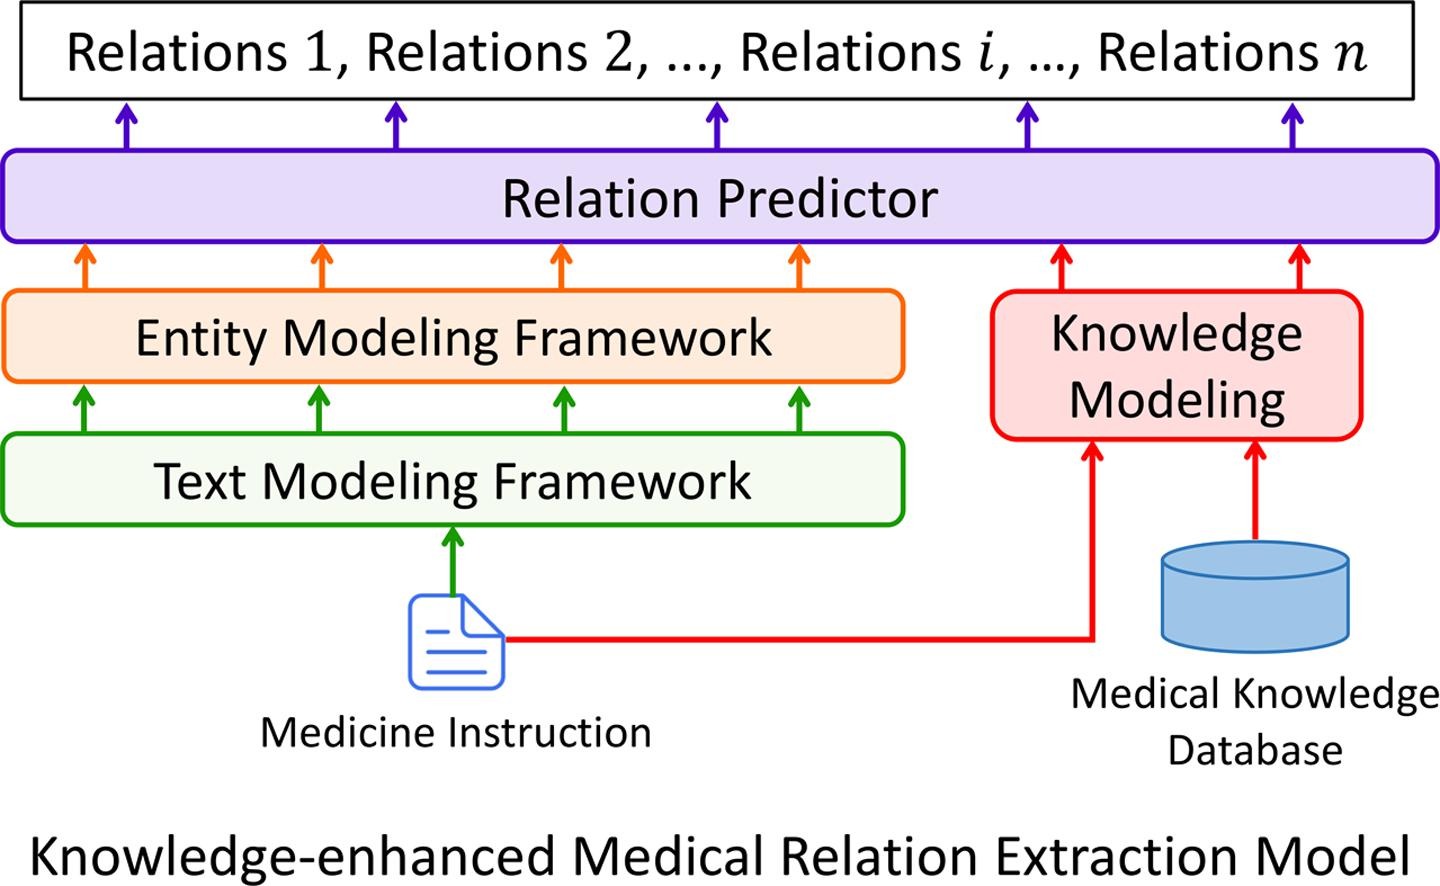 Relations 1, Relations 2, ..., Relations i, ..., Relations n
Relation Predictor
Entity Modeling Framework
Knowledge
Modeling
Text Modeling Framework
Medicine Instruction
Medical Knowledge
Database
Knowledge-enhanced Medical Relation Extraction Model